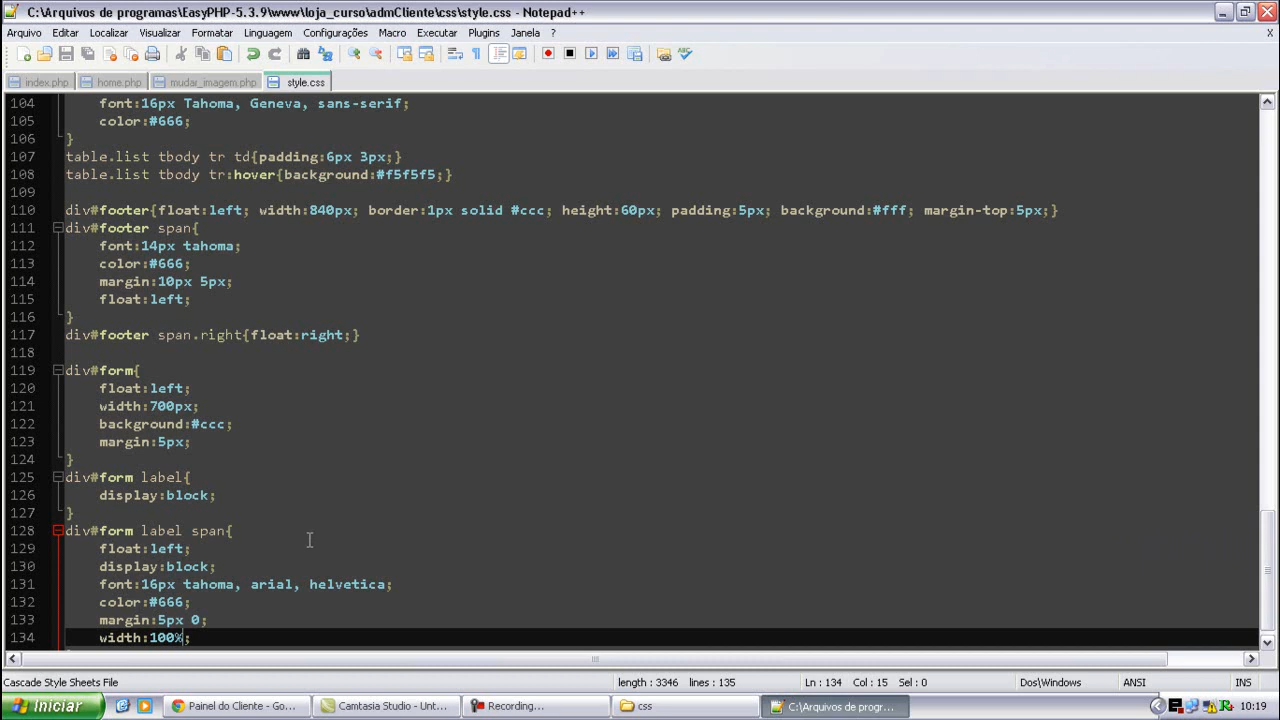 C:\Arquivos de programas\EasyPHP-5.3.9\www\loja_curso\admCliente\css\style.css - Notepad++
Arquivo Editar Localizar Visualizar Formatar Linguagem Configurações Macro Executar Plugins Janela ? X
index.php home.php mudar_imagem.php style.css
104 font:16px Tahoma, Geneva, sans-serif;
105 color:#666;
106 }
107 table.list tbody tr td{padding:6px 3px;}
108 table.list tbody tr:hover{background:#f5f5f5;}
109
110 div#footer{float:left; width:840px; border:1px solid #ccc; height:60px; padding:5px; background:#fff; margin-top:5px;}
111 div#footer span{
112 font:14px tahoma;
113 color:#666;
114 margin:10px 5px;
115 float:left;
116 }
117 div#footer span.right{float:right;}
118
119 div#form{
120 float:left;
121 width:700px;
122 background:#ccc;
123 margin:5px;
124 }
125 div#form label{
126 display:block;
127 }
128 div#form label span{
129 float:left;
130 display:block;
131 font:16px tahoma, arial, helvetica;
132 color:#666;
133 margin:5px 0;
134 width:100%;
Cascade Style Sheets File length : 3346 lines : 135 Ln : 134 Col : 15 Sel : 0 Dos\Windows ANSI INS
Iniciar Painel do Cliente - Go... Camtasia Studio - Unt... Recording... css C:\Arquivos de progr... 10:19